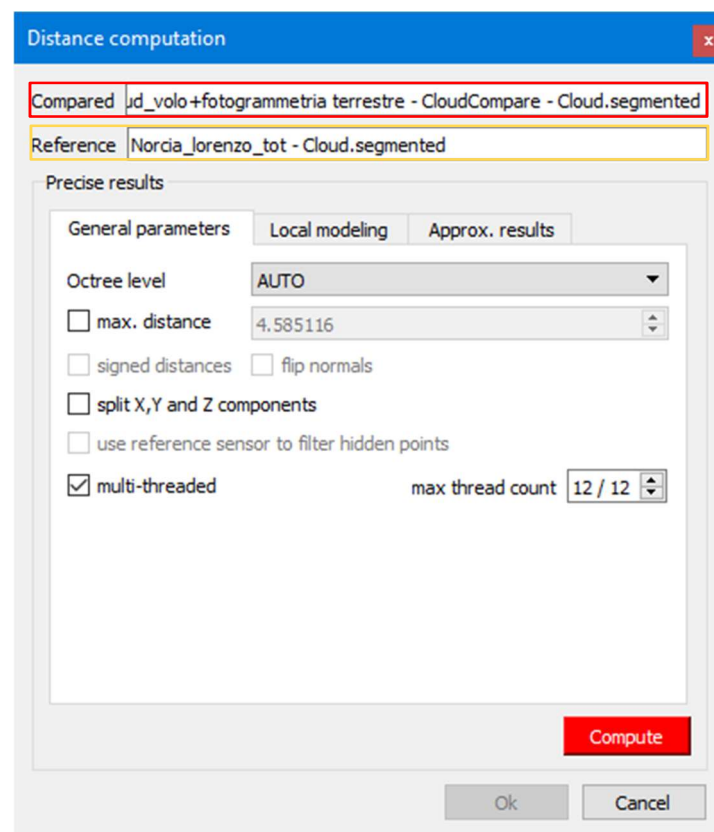 Distance computation
x
Compared ud_volo+fotogrammetria terrestre - CloudCompare - Cloud.segmented
Reference Norcia_lorenzo_tot - Cloud.segmented
Precise results
General parameters Local modeling Approx. results
Octree level AUTO
max. distance 4.585116
signed distances flip normals
split X,Y and Z components
use reference sensor to filter hidden points
multi-threaded max thread count 12 / 12
Compute
Ok Cancel